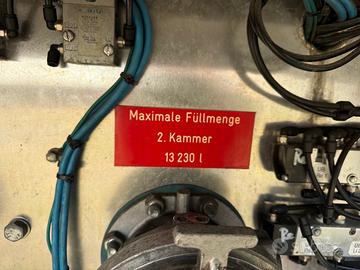 Maximale Füllmenge
2. Kammer
13 230 l